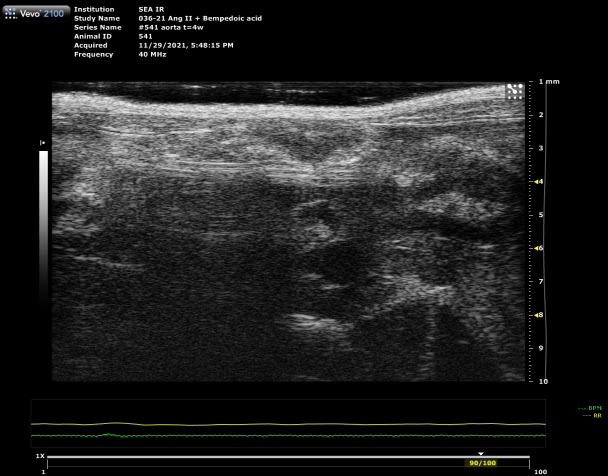 Vevo 2100
Institution SEA IR
Study Name 036-21 Ang II + Bempedoic acid
Series Name #541 aorta t=4w
Animal ID 541
Acquired 11/29/2021, 5:48:15 PM
Frequency 40 MHz
1 mm
2
3
4
5
6
7
8
9
10
BPM
RR
1X
90/100
1
100